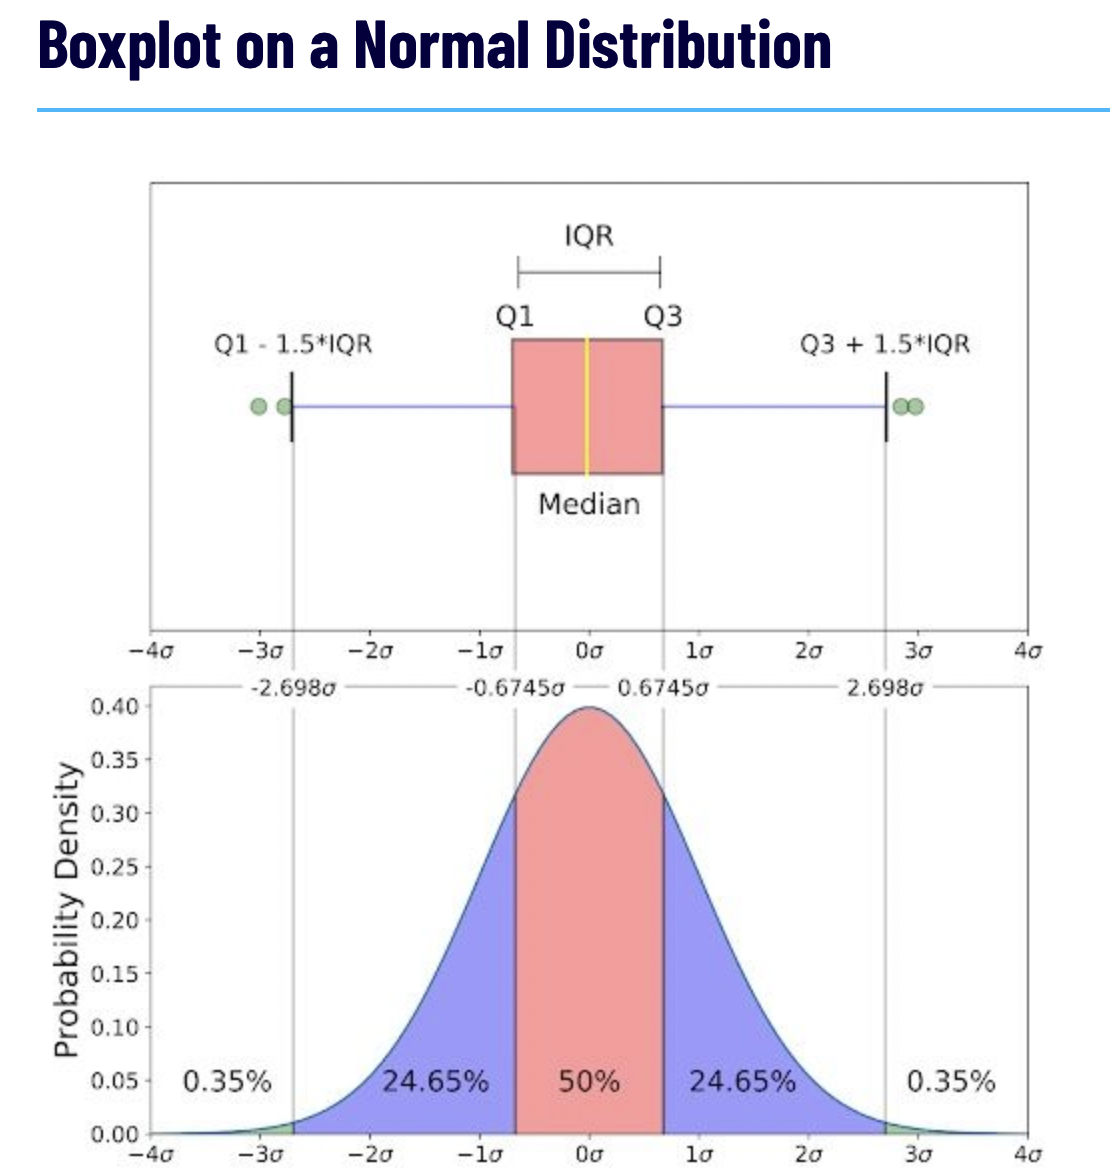 Boxplot on a Normal Distribution
IQR
Q1 Q3
Q1 - 1.5*IQR Q3 + 1.5*IQR
Median
−4σ −3σ −2σ −1σ 0σ 1σ 2σ 3σ 4σ
-2.698σ -0.6745σ 0.6745σ 2.698σ
0.40
0.35
0.30
0.25
0.20
0.15
0.10
0.05
0.00
Probability Density
0.35% 24.65% 50% 24.65% 0.35%
−4σ −3σ −2σ −1σ 0σ 1σ 2σ 3σ 4σ